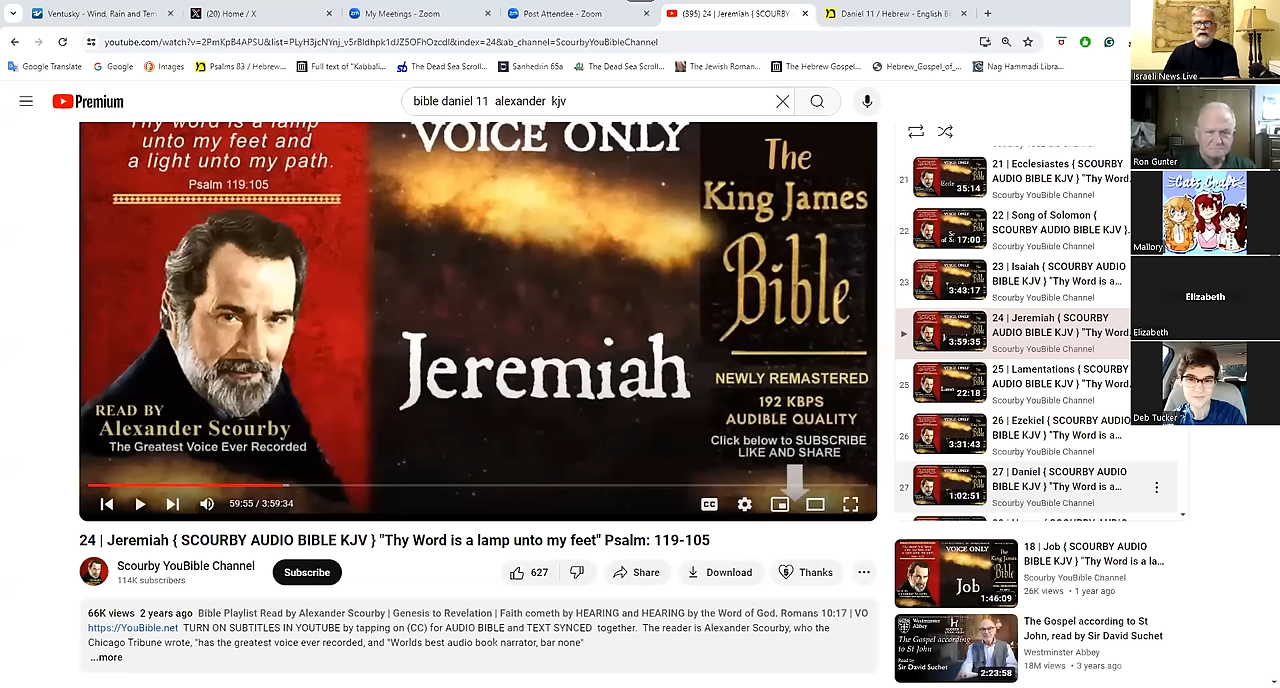 Ventusky - Wind, Rain and Tem
(20) Home / X
My Meetings - Zoom
Post Attendee - Zoom
(395) 24 | Jeremiah { SCOURBY
Daniel 11 / Hebrew - English Bi
youtube.com/watch?v=2PmKpB4APSU&list=PLyH3jcNYnj_v5rBldhpk1dJZ5OFhOzcdl&index=24&ab_channel=ScourbyYouBibleChannel
Google Translate
Google
Images
Psalms 83 / Hebrew...
Full text of "Kabbali...
The Dead Sea Scroll...
Sanhedrin 65a
The Dead Sea Scroll...
The Jewish Roman...
The Hebrew Gospel...
Hebrew_Gospel_of_...
Nag Hammadi Libra...
Premium
bible daniel 11 alexander kjv
Thy word is a lamp
unto my feet and
a light unto my path.
Psalm 119:105
READ BY
Alexander Scourby
The Greatest Voice Ever Recorded
VOICE ONLY
Jeremiah
The
King James
Bible
NEWLY REMASTERED
192 KBPS
AUDIBLE QUALITY
Click below to SUBSCRIBE
LIKE AND SHARE
59:55 / 3:59:34
CC
24 | Jeremiah { SCOURBY AUDIO BIBLE KJV } "Thy Word is a lamp unto my feet" Psalm: 119-105
Scourby YouBible Channel
114K subscribers
Subscribe
627
Share
Download
Thanks
66K views 2 years ago
Genesis to Revelation | Faith cometh by HEARING and HEARING by the Word of God. Romans 10:17 | VO
https://YouBible.net TURN ON SUBTITLES IN YOUTUBE by tapping on (CC) for AUDIO BIBLE and TEXT SYNCED together. The reader is Alexander Scourby, who the
Chicago Tribune wrote, "has the greatest voice ever recorded, and "Worlds best audio Bible narrator, bar none"
...more
21
35:14
21 | Ecclesiastes { SCOURBY
AUDIO BIBLE KJV } "Thy Word
Scourby YouBible Channel
22
17:00
22 | Song of Solomon {
SCOURBY AUDIO BIBLE KJV }
Scourby YouBible Channel
23
3:43:17
23 | Isaiah { SCOURBY AUDIO
BIBLE KJV } "Thy Word is a...
Scourby YouBible Channel
3:59:35
24 | Jeremiah { SCOURBY
AUDIO BIBLE KJV } "Thy Word
Scourby YouBible Channel
25
22:18
25 | Lamentations { SCOURBY
AUDIO BIBLE KJV } "Thy Word
Scourby YouBible Channel
26
3:31:43
26 | Ezekiel { SCOURBY AUDIO
BIBLE KJV } "Thy Word is a...
Scourby YouBible Channel
27
1:02:51
27 | Daniel { SCOURBY AUDIO
BIBLE KJV } "Thy Word is a...
Scourby YouBible Channel
VOICE ONLY
Job
1:46:09
18 | Job { SCOURBY AUDIO
BIBLE KJV } "Thy Word is a la...
Scourby YouBible Channel
26K views • 1 year ago
Westminster
Abbey
The Gospel according
to St John
Read by
Sir David Suchet
2:23:58
The Gospel according to St
John, read by Sir David Suchet
Westminster Abbey
18M views • 3 years ago
Israeli News Live
Ron Gunter
Cats Craft
Mallory
Elizabeth
Elizabeth
Deb Tucker